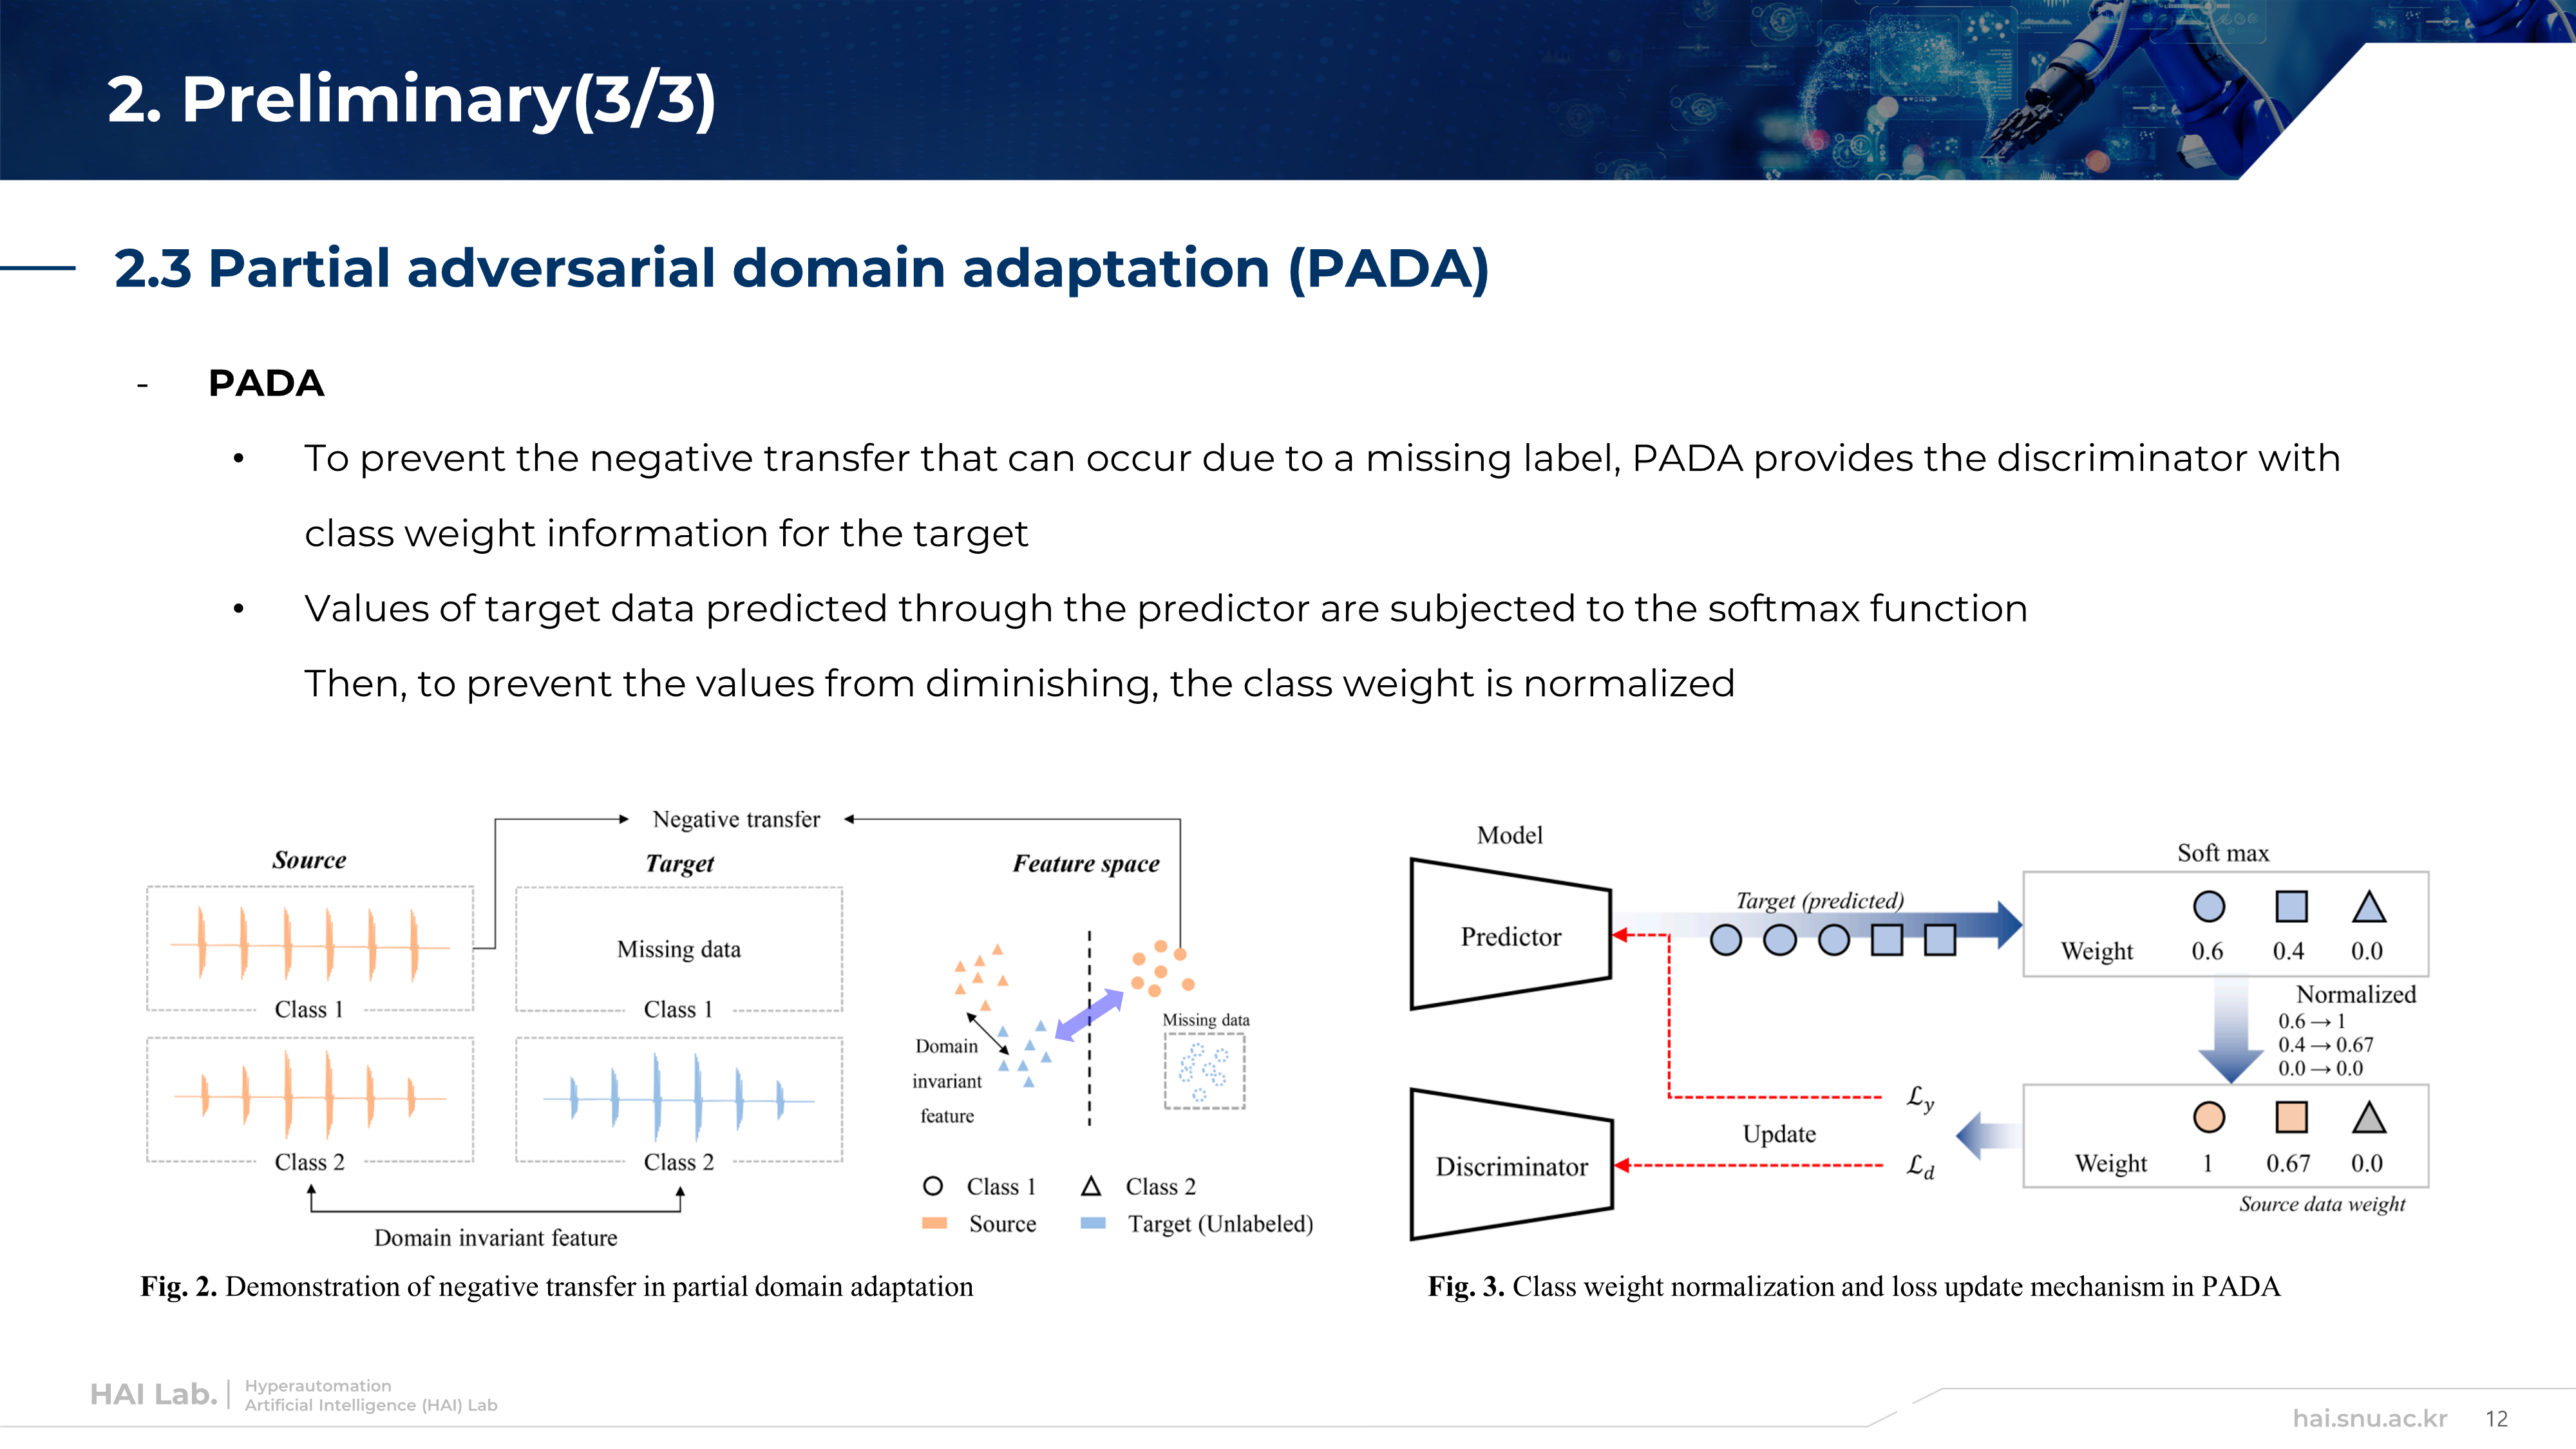 2. Preliminary(3/3)
2.3 Partial adversarial domain adaptation (PADA)
- PADA
• To prevent the negative transfer that can occur due to a missing label, PADA provides the discriminator with
class weight information for the target
• Values of target data predicted through the predictor are subjected to the softmax function
Then, to prevent the values from diminishing, the class weight is normalized
Negative transfer
Source
Target
Feature space
Missing data
Class 1
Class 1
Class 2
Class 2
Domain invariant feature
Domain
invariant
feature
Missing data
Class 1
Class 2
Source
Target (Unlabeled)
Fig. 2. Demonstration of negative transfer in partial domain adaptation
Model
Predictor
Target (predicted)
Soft max
Weight 0.6 0.4 0.0
Normalized
0.6 → 1
0.4 → 0.67
0.0 → 0.0
ℒy
Update
ℒd
Discriminator
Weight 1 0.67 0.0
Source data weight
Fig. 3. Class weight normalization and loss update mechanism in PADA
HAI Lab.
Hyperautomation
Artificial Intelligence (HAI) Lab
hai.snu.ac.kr 12